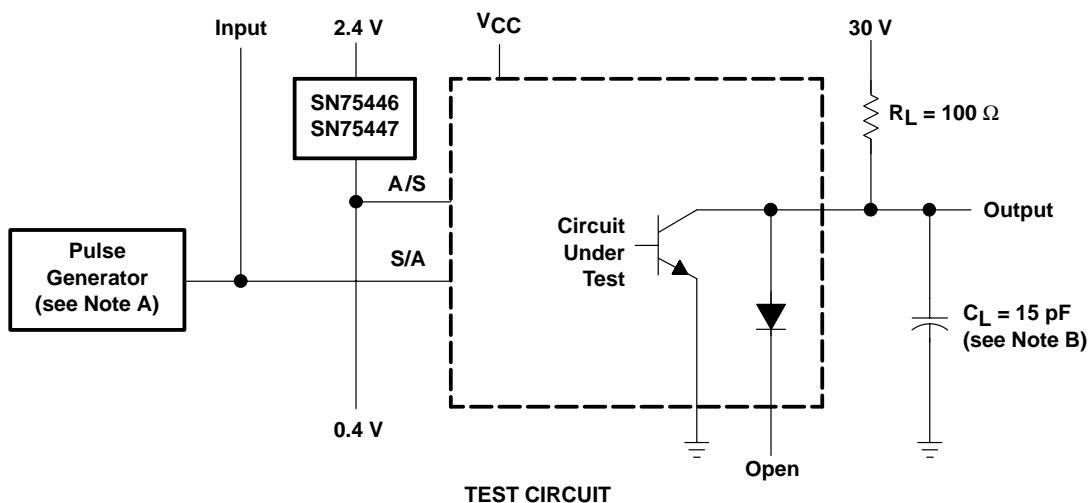 Input
2.4 V
VCC
30 V
SN75446
SN75447
RL = 100 Ω
A/S
Circuit
Under
Test
Output
Pulse
Generator
(see Note A)
S/A
CL = 15 pF
(see Note B)
0.4 V
Open
TEST CIRCUIT